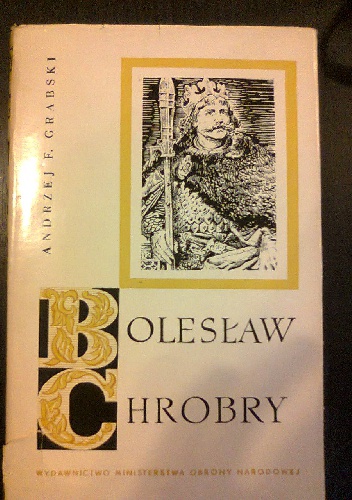 ANDRZEJ F. GRABSKI
BOLESŁAW
CHROBRY
WYDAWNICTWO MINISTERSTWA OBRONY NARODOWEJ